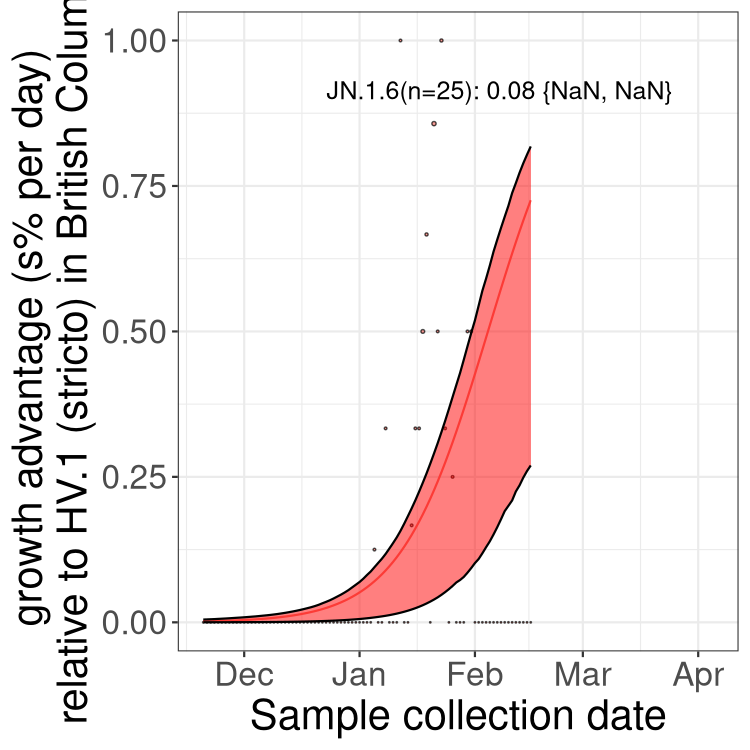 growth advantage (s% per day)
relative to HV.1 (stricto) in British Colum
1.00
0.75
0.50
0.25
0.00
JN.1.6(n=25): 0.08 {NaN, NaN}
Dec Jan Feb Mar Apr
Sample collection date